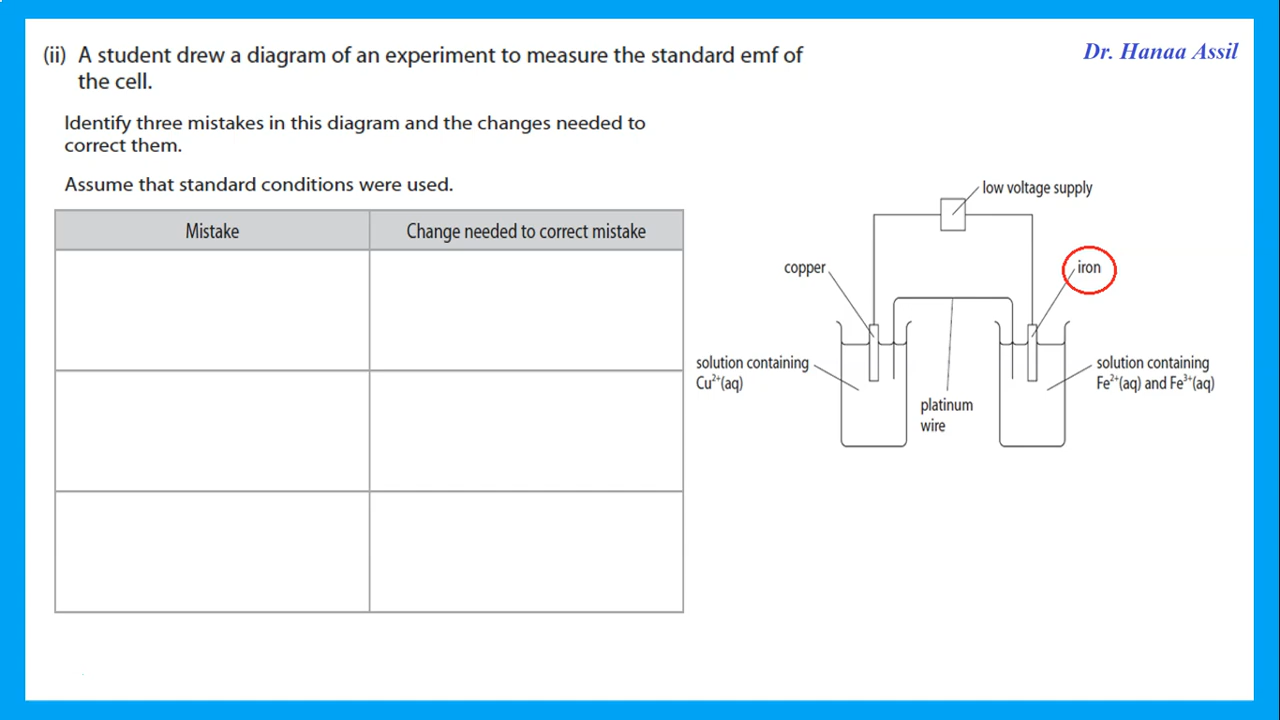 (ii) A student drew a diagram of an experiment to measure the standard emf of
the cell.
Dr. Hanaa Assil
Identify three mistakes in this diagram and the changes needed to
correct them.
Assume that standard conditions were used.
Mistake
Change needed to correct mistake
low voltage supply
copper
iron
solution containing
Cu²⁺(aq)
platinum
wire
solution containing
Fe²⁺(aq) and Fe³⁺(aq)